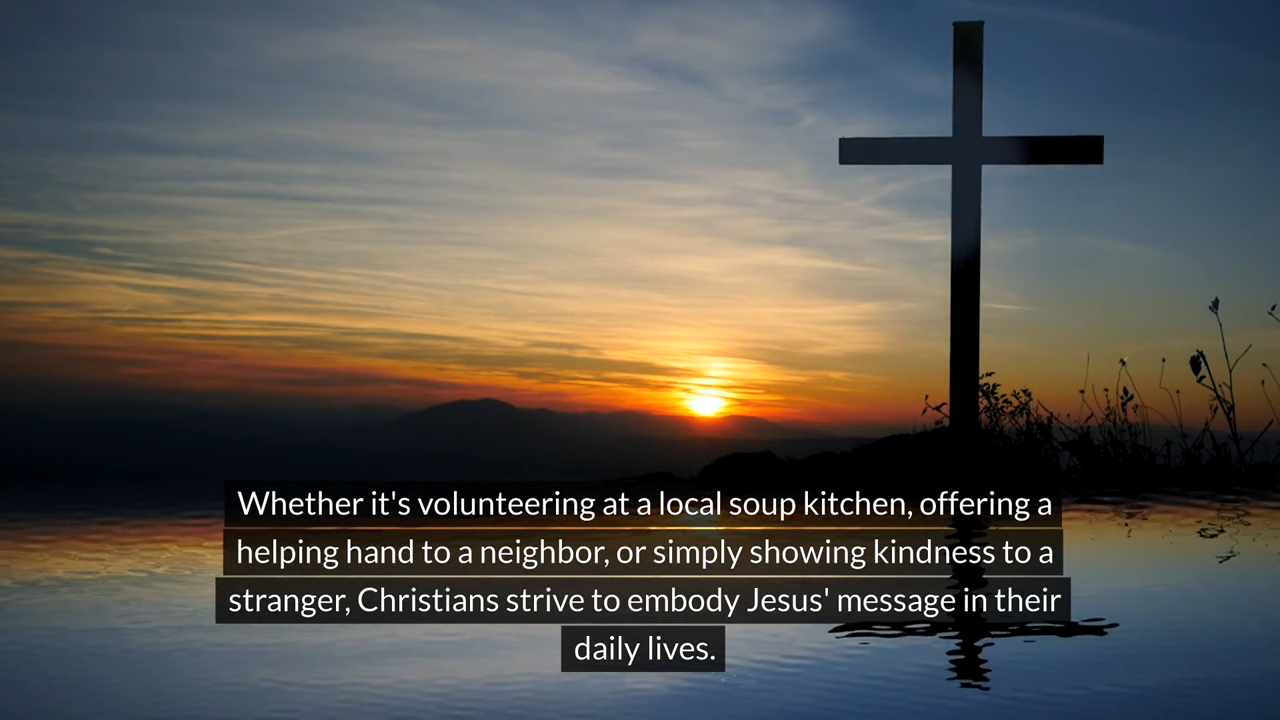 Whether it's volunteering at a local soup kitchen, offering a
helping hand to a neighbor, or simply showing kindness to a
stranger, Christians strive to embody Jesus' message in their
daily lives.